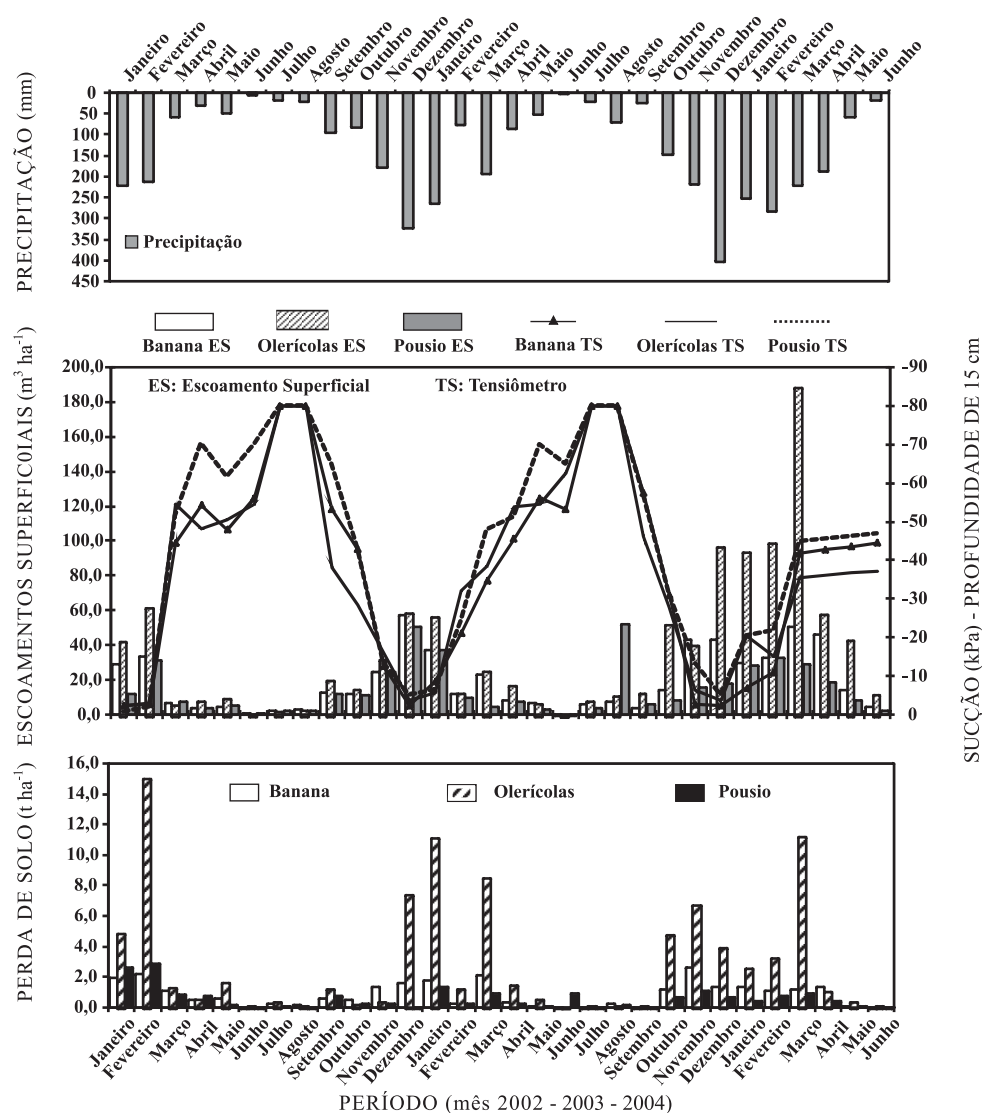 Janeiro
Fevereiro
Março
Abril
Maio
Junho
Julho
Agosto
Setembro
Outubro
Novembro
Dezembro
Janeiro
Fevereiro
Março
Abril
Maio
Junho
Julho
Agosto
Setembro
Outubro
Novembro
Dezembro
Janeiro
Fevereiro
Março
Abril
Maio
Junho
PRECIPITAÇÃO (mm)
0
50
100
150
200
250
300
350
400
450
Precipitação
Banana ES
Olerícolas ES
Pousio ES
Banana TS
Olerícolas TS
Pousio TS
ESCOAMENTOS SUPERFIC0IAIS (m³ ha⁻¹)
200,0
180,0
160,0
140,0
120,0
100,0
80,0
60,0
40,0
20,0
0,0
ES: Escoamento Superficial
TS: Tensiômetro
-90
-80
-70
-60
-50
-40
-30
-20
-10
0
SUCÇÃO (kPa) - PROFUNDIDADE DE 15 cm
PERDA DE SOLO (t ha⁻¹)
16,0
14,0
12,0
10,0
8,0
6,0
4,0
2,0
0,0
Banana
Olerícolas
Pousio
Janeiro
Fevereiro
Março
Abril
Maio
Junho
Julho
Agosto
Setembro
Outubro
Novembro
Dezembro
Janeiro
Fevereiro
Março
Abril
Maio
Junho
Julho
Agosto
Setembro
Outubro
Novembro
Dezembro
Janeiro
Fevereiro
Março
Abril
Maio
Junho
PERÍODO (mês 2002 - 2003 - 2004)